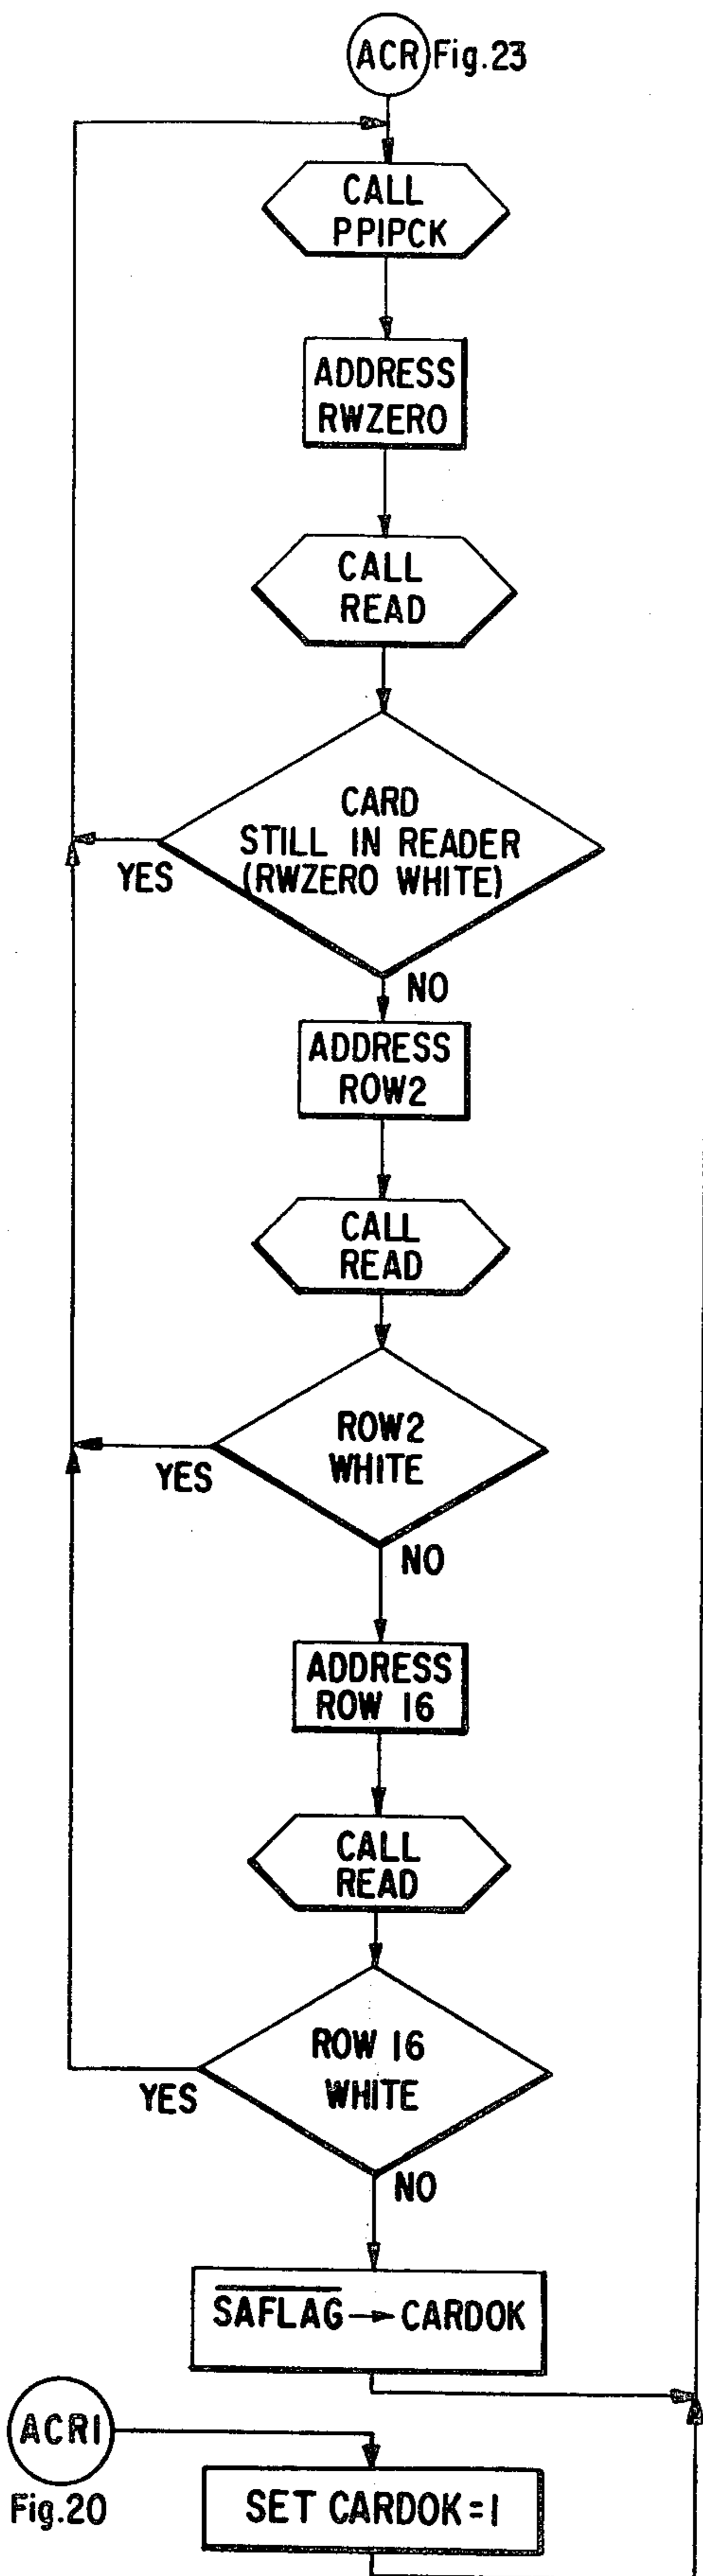 ACR Fig.23
CALL
PPIPCK
ADDRESS
RWZERO
CALL
READ
CARD
STILL IN READER
(RWZERO WHITE)
YES
NO
ADDRESS
ROW2
CALL
READ
ROW2
WHITE
YES
NO
ADDRESS
ROW 16
CALL
READ
ROW 16
WHITE
YES
NO
S̅A̅F̅L̅A̅G̅ → CARDOK
ACR1
Fig.20
SET CARDOK=1